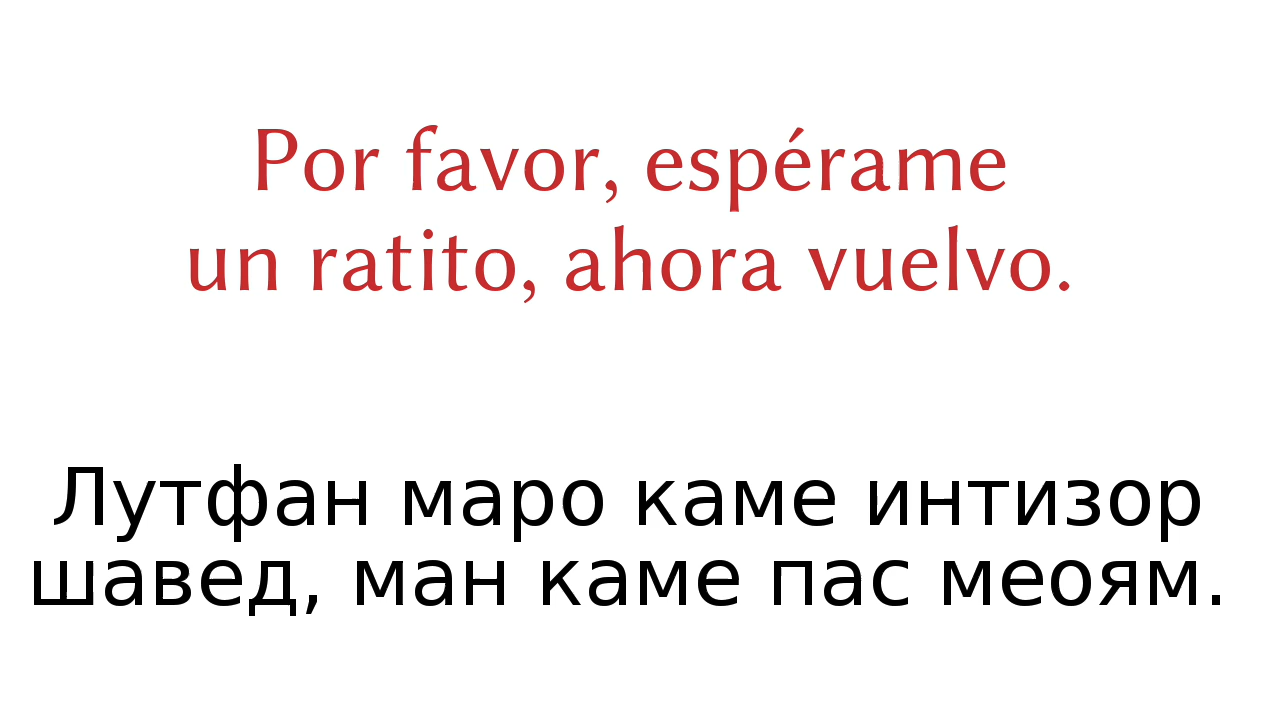 Por favor, espérame
un ratito, ahora vuelvo.
Лутфан маро каме интизор
шавед, ман каме пас меоям.